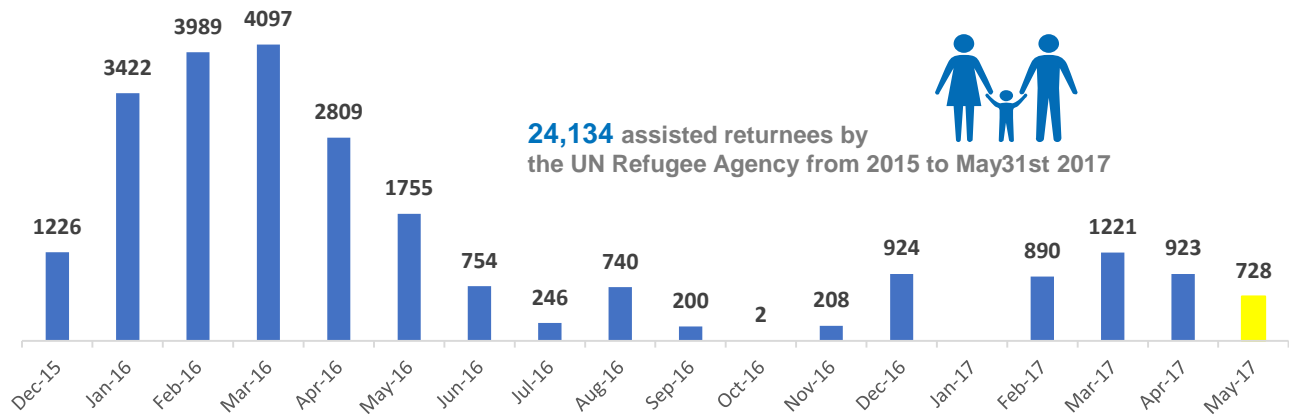 4097
3989
3422
2809
24,134 assisted returnees by
the UN Refugee Agency from 2015 to May31st 2017
1755
1226
1221
924
923
890
754
740
728
246
200
2
208
Dec-15
Jan-16
Feb-16
Mar-16
Apr-16
May-16
Jun-16
Jul-16
Aug-16
Sep-16
Oct-16
Nov-16
Dec-16
Jan-17
Feb-17
Mar-17
Apr-17
May-17